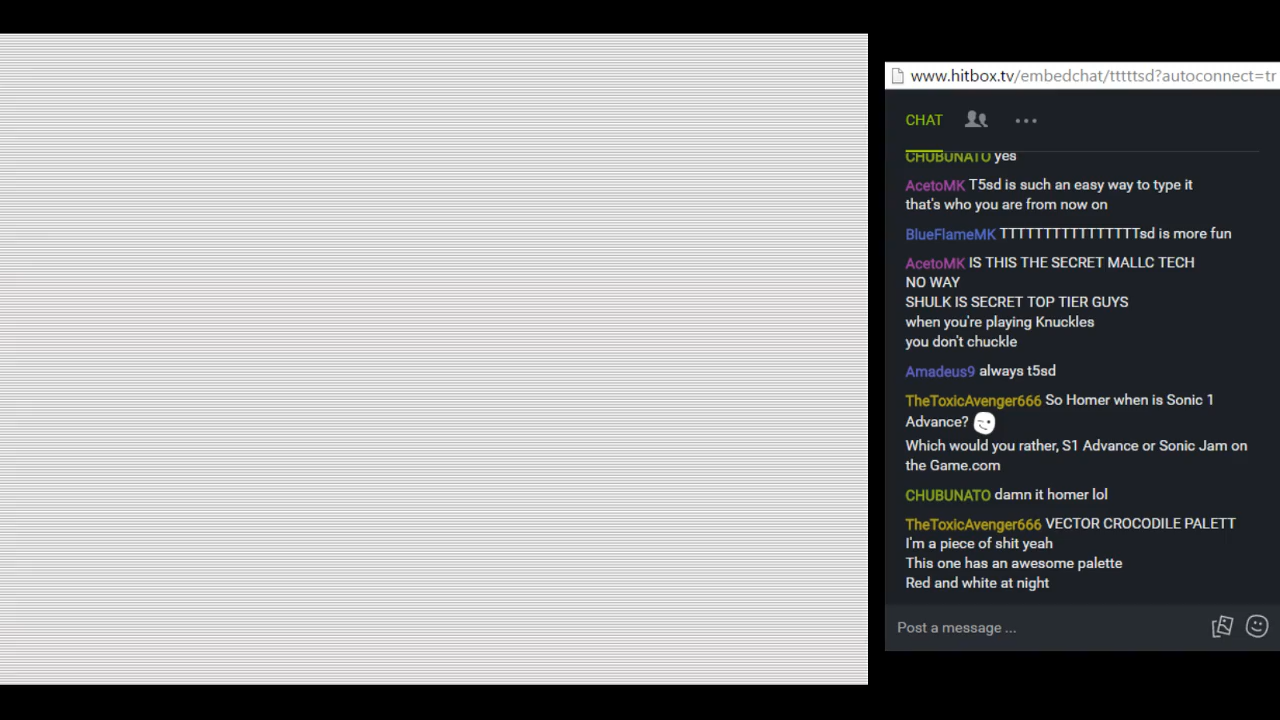 www.hitbox.tv/embedchat/tttttsd?autoconnect=tr
CHAT
CHUBUNATO yes
AcetoMK T5sd is such an easy way to type it
that's who you are from now on
BlueFlameMK TTTTTTTTTTTTTTTTsd is more fun
AcetoMK IS THIS THE SECRET MALLC TECH
NO WAY
SHULK IS SECRET TOP TIER GUYS
when you're playing Knuckles
you don't chuckle
Amadeus9 always t5sd
TheToxicAvenger666 So Homer when is Sonic 1
Advance?
Which would you rather, S1 Advance or Sonic Jam on
the Game.com
CHUBUNATO damn it homer lol
TheToxicAvenger666 VECTOR CROCODILE PALETT
I'm a piece of shit yeah
This one has an awesome palette
Red and white at night
Post a message ...